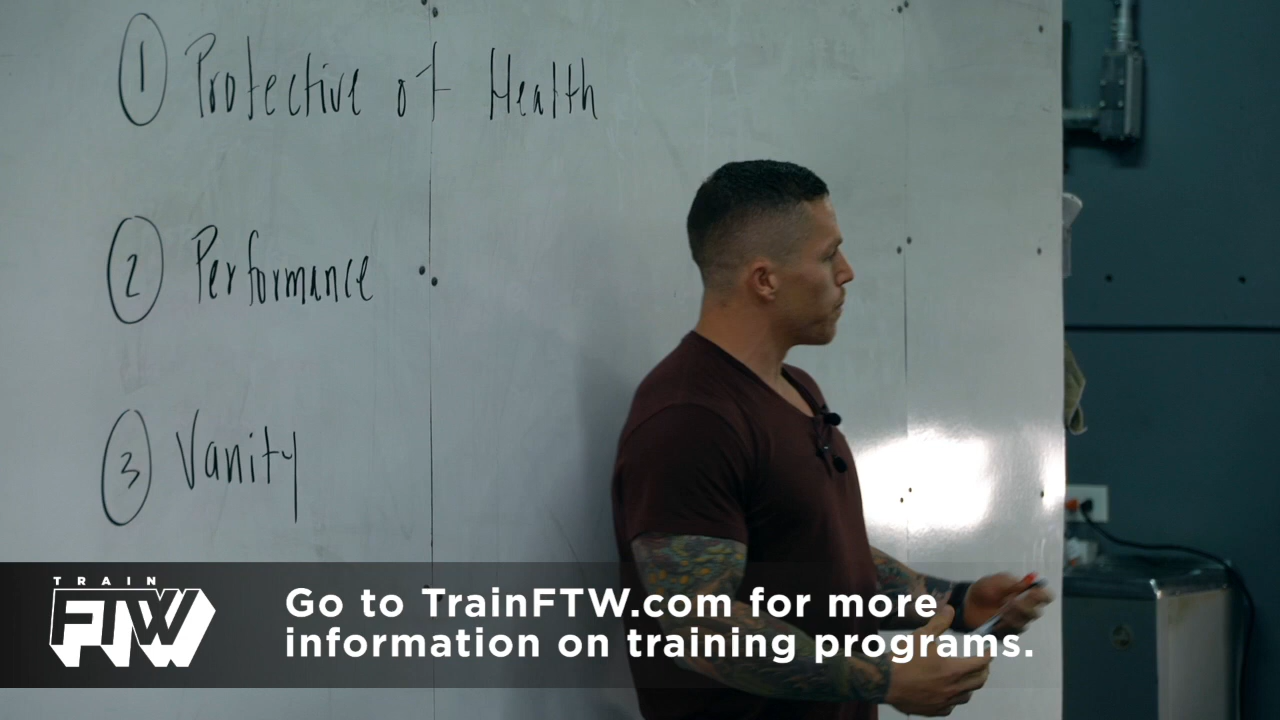 1 Protective of Health
2 Performance
3 Vanity
TRAIN
FTW
Go to TrainFTW.com for more
information on training programs.